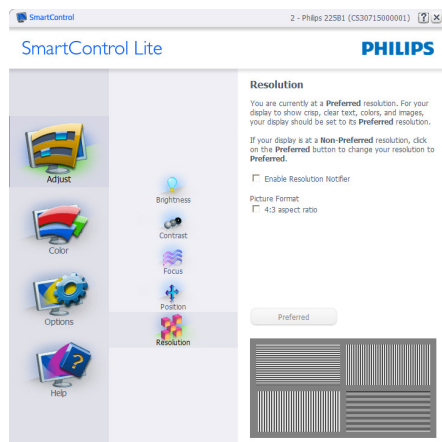 SmartControl
2 - Philips 225B1 (CS30715000001)
SmartControl Lite
PHILIPS
Adjust
Color
Options
Help
Brightness
Contrast
Focus
Position
Resolution
Resolution
You are currently at a Preferred resolution. For your
display to show crisp, clear text, colors, and images,
your display should be set to its Preferred resolution.
If your display is at a Non-Preferred resolution, click
on the Preferred button to change your resolution to
Preferred.
Enable Resolution Notifier
Picture Format
4:3 aspect ratio
Preferred